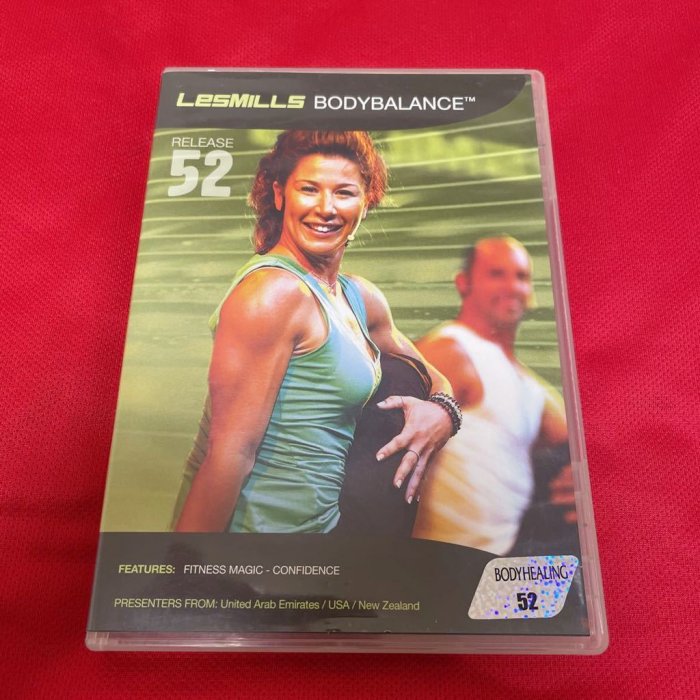 LesMILLS BODYBALANCE™
RELEASE
52
FEATURES: FITNESS MAGIC - CONFIDENCE
PRESENTERS FROM: United Arab Emirates / USA / New Zealand
BODYHEALING
52